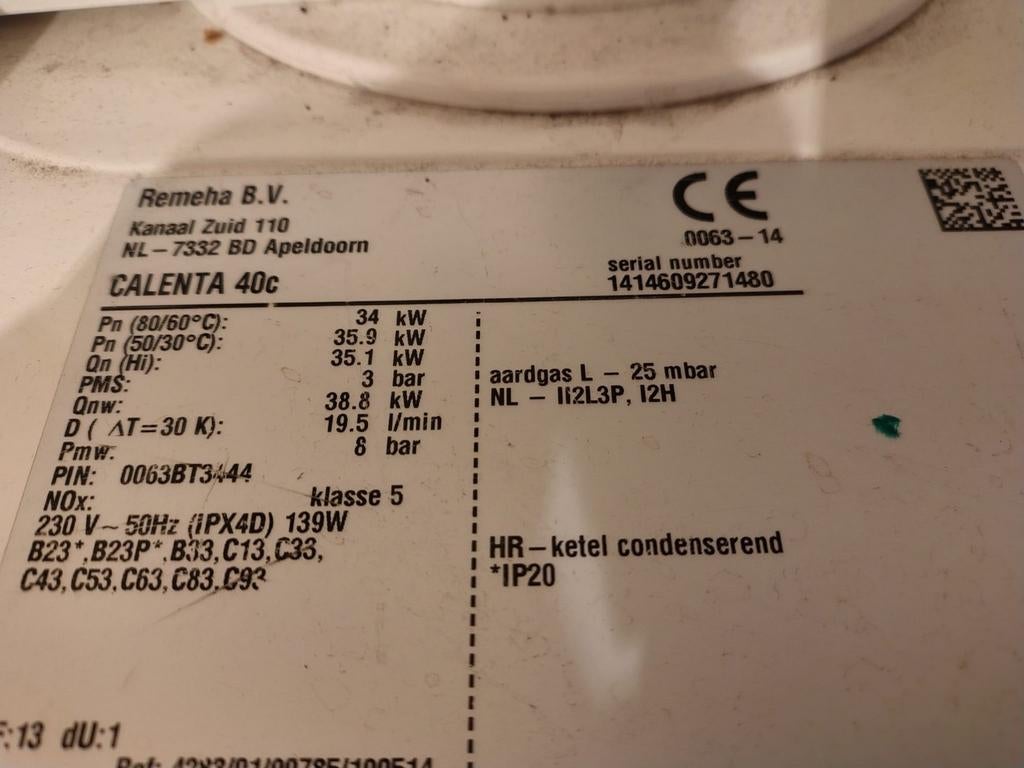 Remeha B.V.
Kanaal Zuid 110
NL – 7332 BD Apeldoorn
CE
0063 – 14
serial number
1414609271480
CALENTA 40c
Pn (80/60°C): 34 kW
Pn (50/30°C): 35.9 kW
Qn (Hi): 35.1 kW
PMS: 3 bar
Qnw: 38.8 kW
D ( ΔT=30 K): 19.5 l/min
Pmw: 8 bar
PIN: 0063BT3444
NOx: klasse 5
230 V ~ 50Hz (IPX4D) 139W
B23*, B23P*, B33, C13, C33,
C43, C53, C63, C83, C93
aardgas L – 25 mbar
NL – II2L3P, I2H
HR – ketel condenserend
*IP20
:13 dU:1